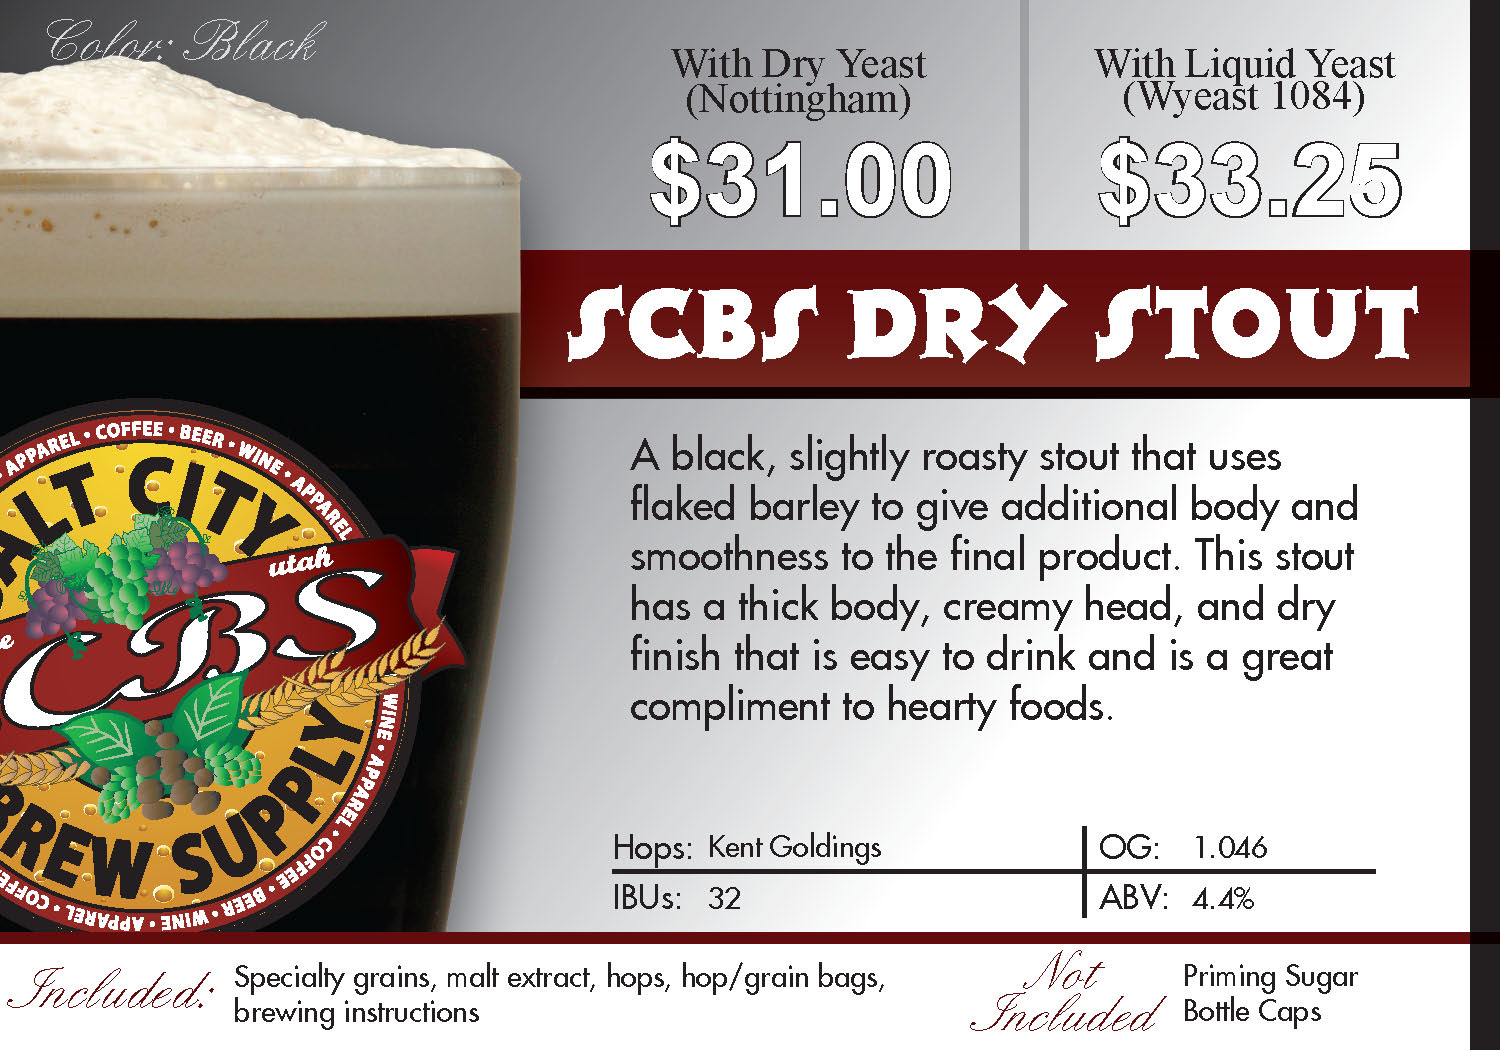 Color: Black
With Dry Yeast
(Nottingham)
$31.00
With Liquid Yeast
(Wyeast 1084)
$33.25
SCBS DRY STOUT
A black, slightly roasty stout that uses
flaked barley to give additional body and
smoothness to the final product. This stout
has a thick body, creamy head, and dry
finish that is easy to drink and is a great
compliment to hearty foods.
APPAREL • COFFEE • BEER • WINE • APPAREL
ALT CITY
utah
CBS
BREW SUPPLY
WINE • APPAREL • COFFEE • BEER • WINE • APPAREL • COFFEE
Hops: Kent Goldings
IBUs: 32
OG: 1.046
ABV: 4.4%
Included: Specialty grains, malt extract, hops, hop/grain bags,
brewing instructions
Not
Included
Priming Sugar
Bottle Caps